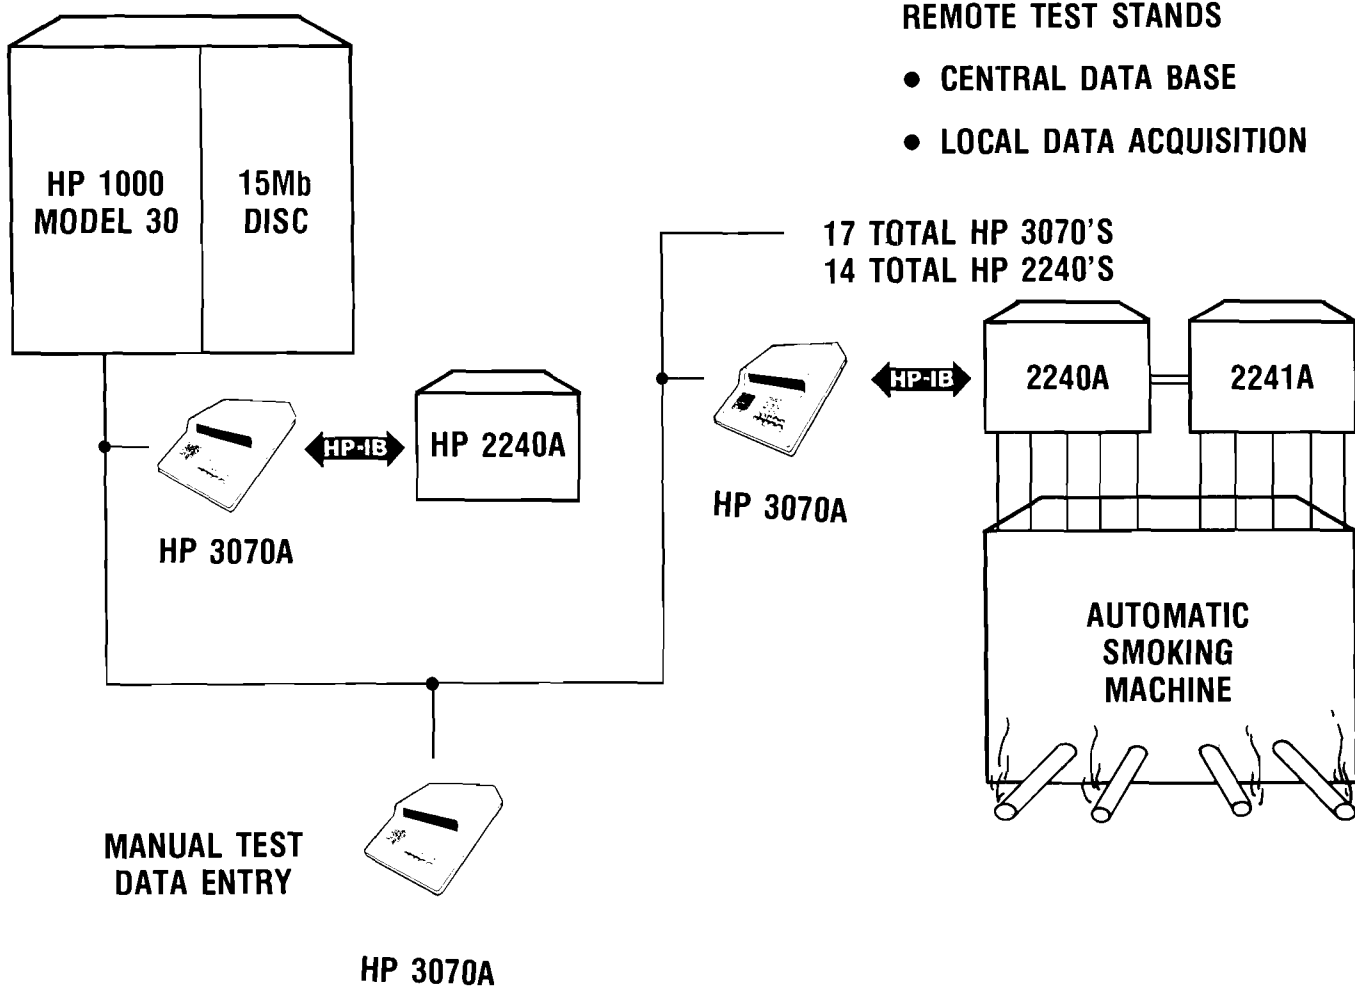 REMOTE TEST STANDS
● CENTRAL DATA BASE
● LOCAL DATA ACQUISITION
HP 1000
MODEL 30
15Mb
DISC
17 TOTAL HP 3070'S
14 TOTAL HP 2240'S
HP-IB
HP 2240A
HP 3070A
HP-IB
2240A
2241A
HP 3070A
AUTOMATIC
SMOKING
MACHINE
MANUAL TEST
DATA ENTRY
HP 3070A